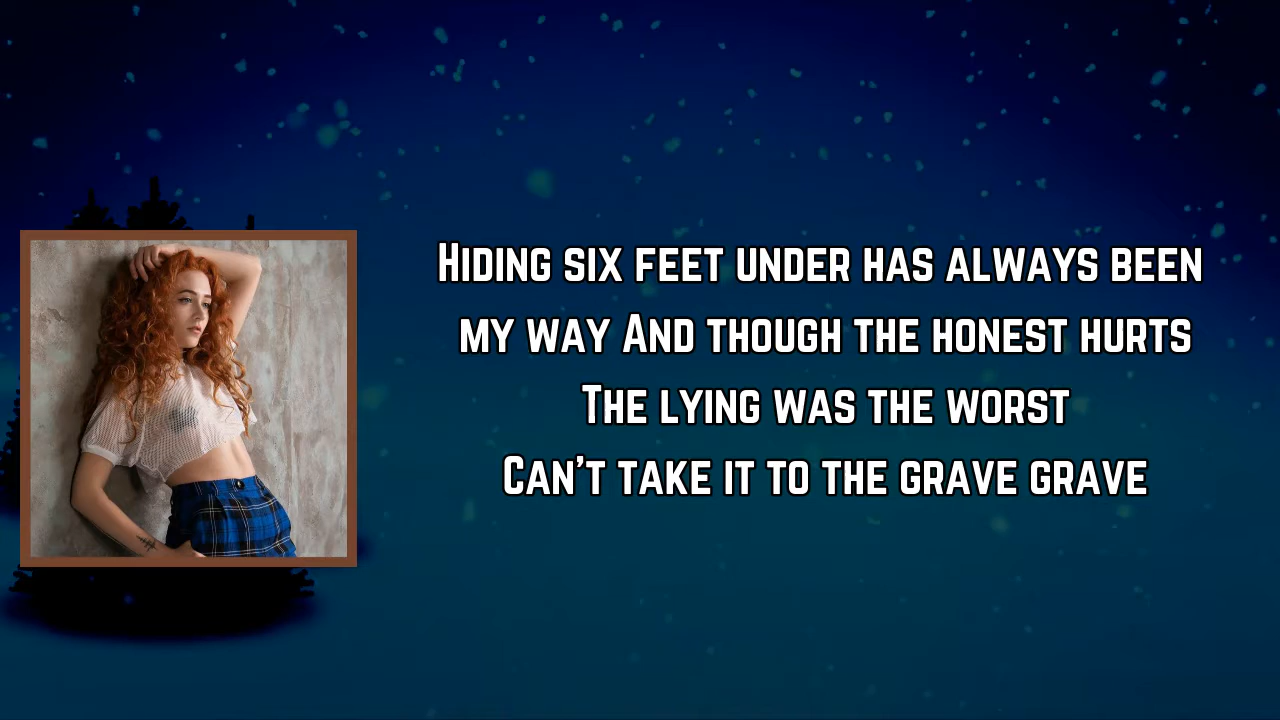 Hiding six feet under has always been
my way And though the honest hurts
The lying was the worst
Can't take it to the grave grave